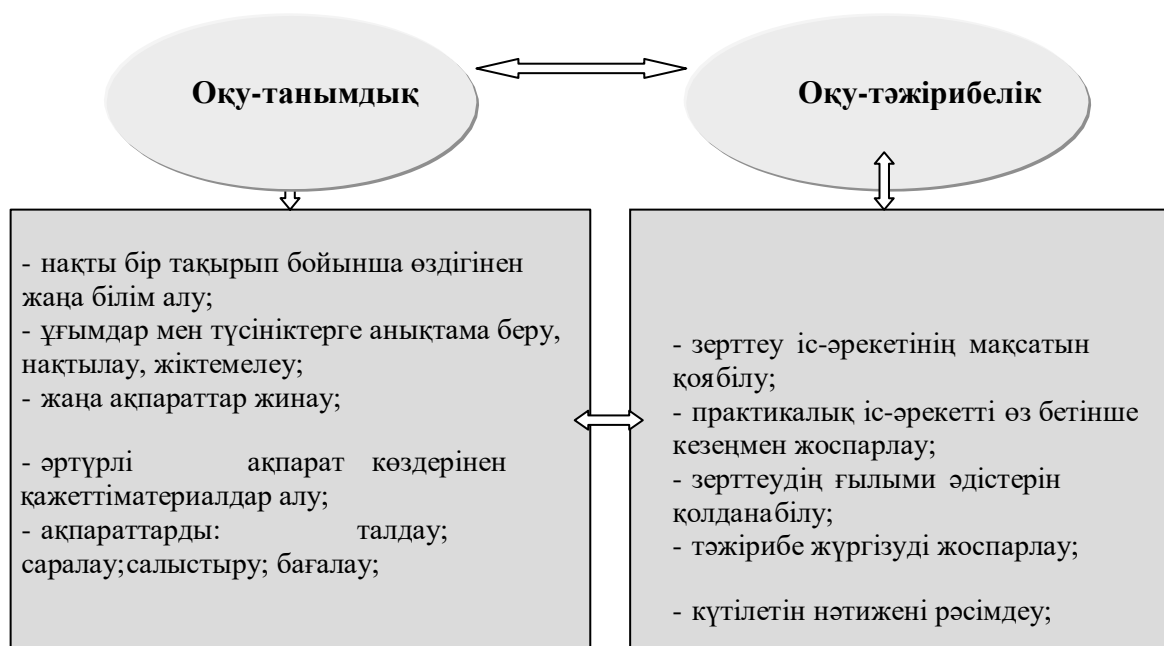 Оқу-танымдық
Оқу-тәжірибелік
- нақты бір тақырып бойынша өздігінен
жаңа білім алу;
- ұғымдар мен түсініктерге анықтама беру,
нақтылау, жіктемелеу;
- жаңа ақпараттар жинау;
- әртүрлі ақпарат көздерінен
қажеттіматериалдар алу;
- ақпараттарды: талдау;
саралау;салыстыру; бағалау;
- зерттеу іс-әрекетінің мақсатын
қоябілу;
- практикалық іс-әрекетті өз бетінше
кезеңмен жоспарлау;
- зерттеудің ғылыми әдістерін
қолданабілу;
- тәжірибе жүргізуді жоспарлау;
- күтілетін нәтижені рәсімдеу;